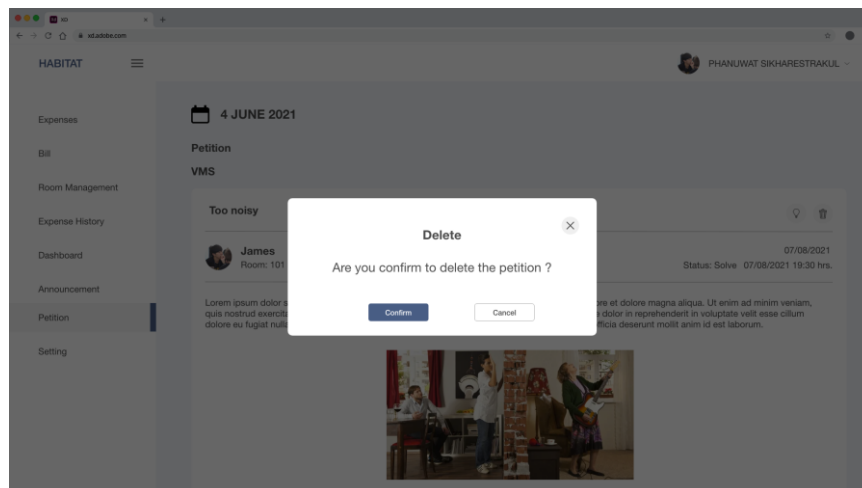 XD
xd.adobe.com
HABITAT
PHANUWAT SIKHARESTRAKUL
Expenses
Bill
Room Management
Expense History
Dashboard
Announcement
Petition
Setting
4 JUNE 2021
Petition
VMS
Too noisy
James
Room: 101
07/08/2021
Status: Solve 07/08/2021 19:30 hrs.
Delete
Are you confirm to delete the petition ?
Confirm
Cancel
Lorem ipsum dolor
et dolore magna aliqua. Ut enim ad minim veniam,
quis nostrud
dolor in reprehenderit in voluptate velit esse cillum
dolore eu fugiat
deserunt mollit anim id est laborum.